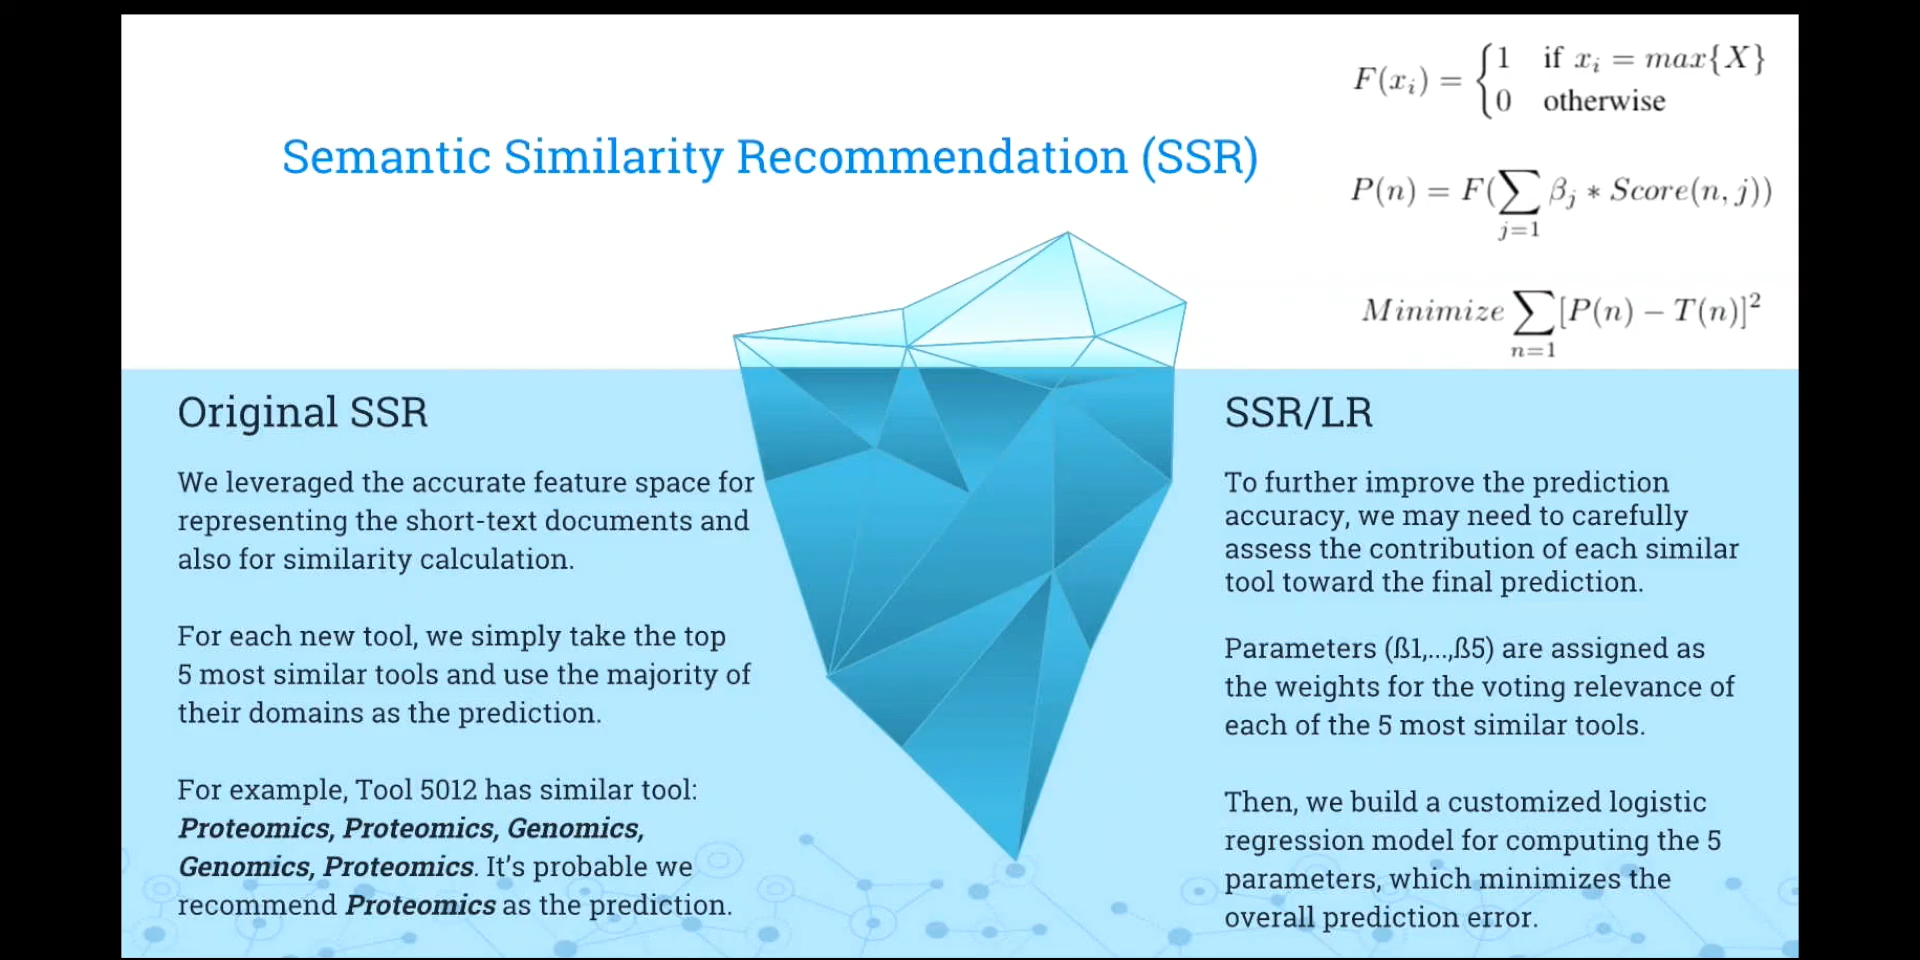 Semantic Similarity Recommendation (SSR)
F(x_i) = {1 if x_i = max{X}
0 otherwise
P(n) = F(∑_{j=1} β_j * Score(n, j))
Minimize ∑_{n=1} [P(n) − T(n)]²
Original SSR
We leveraged the accurate feature space for
representing the short-text documents and
also for similarity calculation.
For each new tool, we simply take the top
5 most similar tools and use the majority of
their domains as the prediction.
For example, Tool 5012 has similar tool:
Proteomics, Proteomics, Genomics,
Genomics, Proteomics. It's probable we
recommend Proteomics as the prediction.
SSR/LR
To further improve the prediction
accuracy, we may need to carefully
assess the contribution of each similar
tool toward the final prediction.
Parameters (ß1,...,ß5) are assigned as
the weights for the voting relevance of
each of the 5 most similar tools.
Then, we build a customized logistic
regression model for computing the 5
parameters, which minimizes the
overall prediction error.